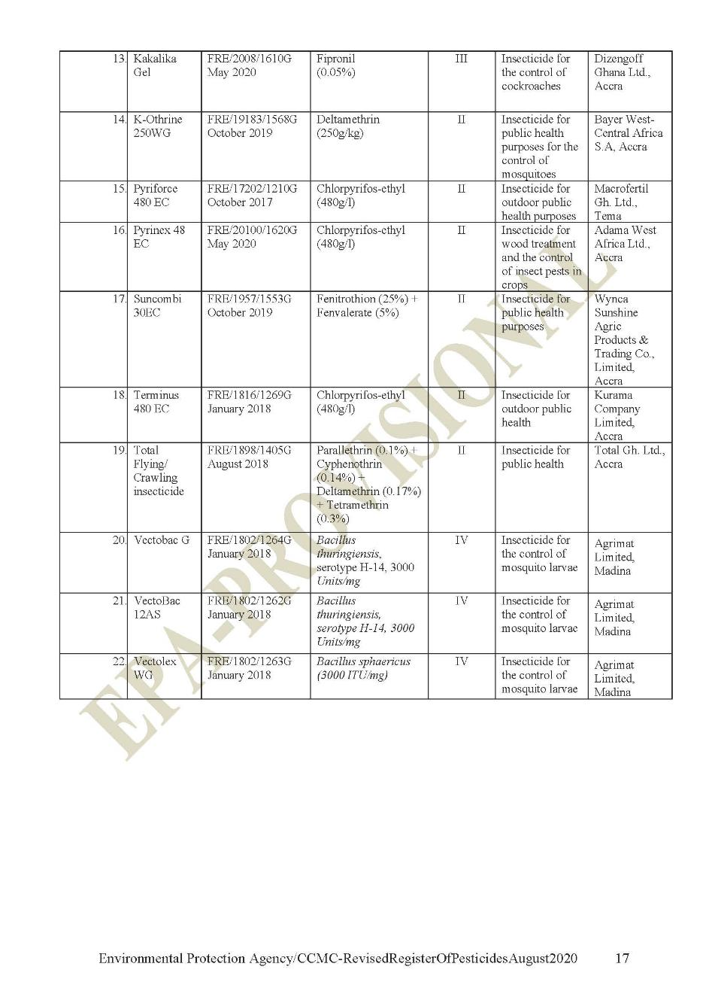 13. Kakalika Gel FRE/2008/1610G May 2020 Fipronil (0.05%) III Insecticide for the control of cockroaches Dizengoff Ghana Ltd., Accra
14. K-Othrine 250WG FRE/19183/1568G October 2019 Deltamethrin (250g/kg) II Insecticide for public health purposes for the control of mosquitoes Bayer West-Central Africa S.A, Accra
15. Pyriforce 480 EC FRE/17202/1210G October 2017 Chlorpyrifos-ethyl (480g/l) II Insecticide for outdoor public health purposes Macrofertil Gh. Ltd., Tema
16. Pyrinex 48 EC FRE/20100/1620G May 2020 Chlorpyrifos-ethyl (480g/l) II Insecticide for wood treatment and the control of insect pests in crops Adama West Africa Ltd., Accra
17. Suncombi 30EC FRE/1957/1553G October 2019 Fenitrothion (25%) + Fenvalerate (5%) II Insecticide for public health purposes Wynca Sunshine Agric Products & Trading Co., Limited, Accra
18. Terminus 480 EC FRE/1816/1269G January 2018 Chlorpyrifos-ethyl (480g/l) II Insecticide for outdoor public health Kurama Company Limited, Accra
19. Total Flying/ Crawling insecticide FRE/1898/1405G August 2018 Parallethrin (0.1%) + Cyphenothrin (0.14%) + Deltamethrin (0.17%) + Tetramethrin (0.3%) II Insecticide for public health Total Gh. Ltd., Accra
20. Vectobac G FRE/1802/1264G January 2018 Bacillus thuringiensis, serotype H-14, 3000 Units/mg IV Insecticide for the control of mosquito larvae Agrimat Limited, Madina
21. VectoBac 12AS FRE/1802/1262G January 2018 Bacillus thuringiensis, serotype H-14, 3000 Units/mg IV Insecticide for the control of mosquito larvae Agrimat Limited, Madina
22. Vectolex WG FRE/1802/1263G January 2018 Bacillus sphaericus (3000 ITU/mg) IV Insecticide for the control of mosquito larvae Agrimat Limited, Madina
EPA-PROVISIONAL
Environmental Protection Agency/CCMC-RevisedRegisterOfPesticidesAugust2020 17